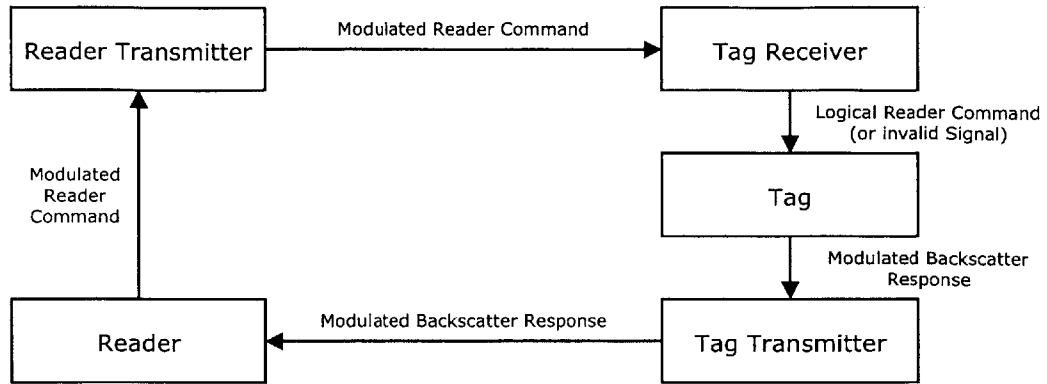 Modulated Reader Command
Reader Transmitter
Tag Receiver
Logical Reader Command
(or invalid Signal)
Modulated
Reader
Command
Tag
Modulated Backscatter
Response
Modulated Backscatter Response
Reader
Tag Transmitter